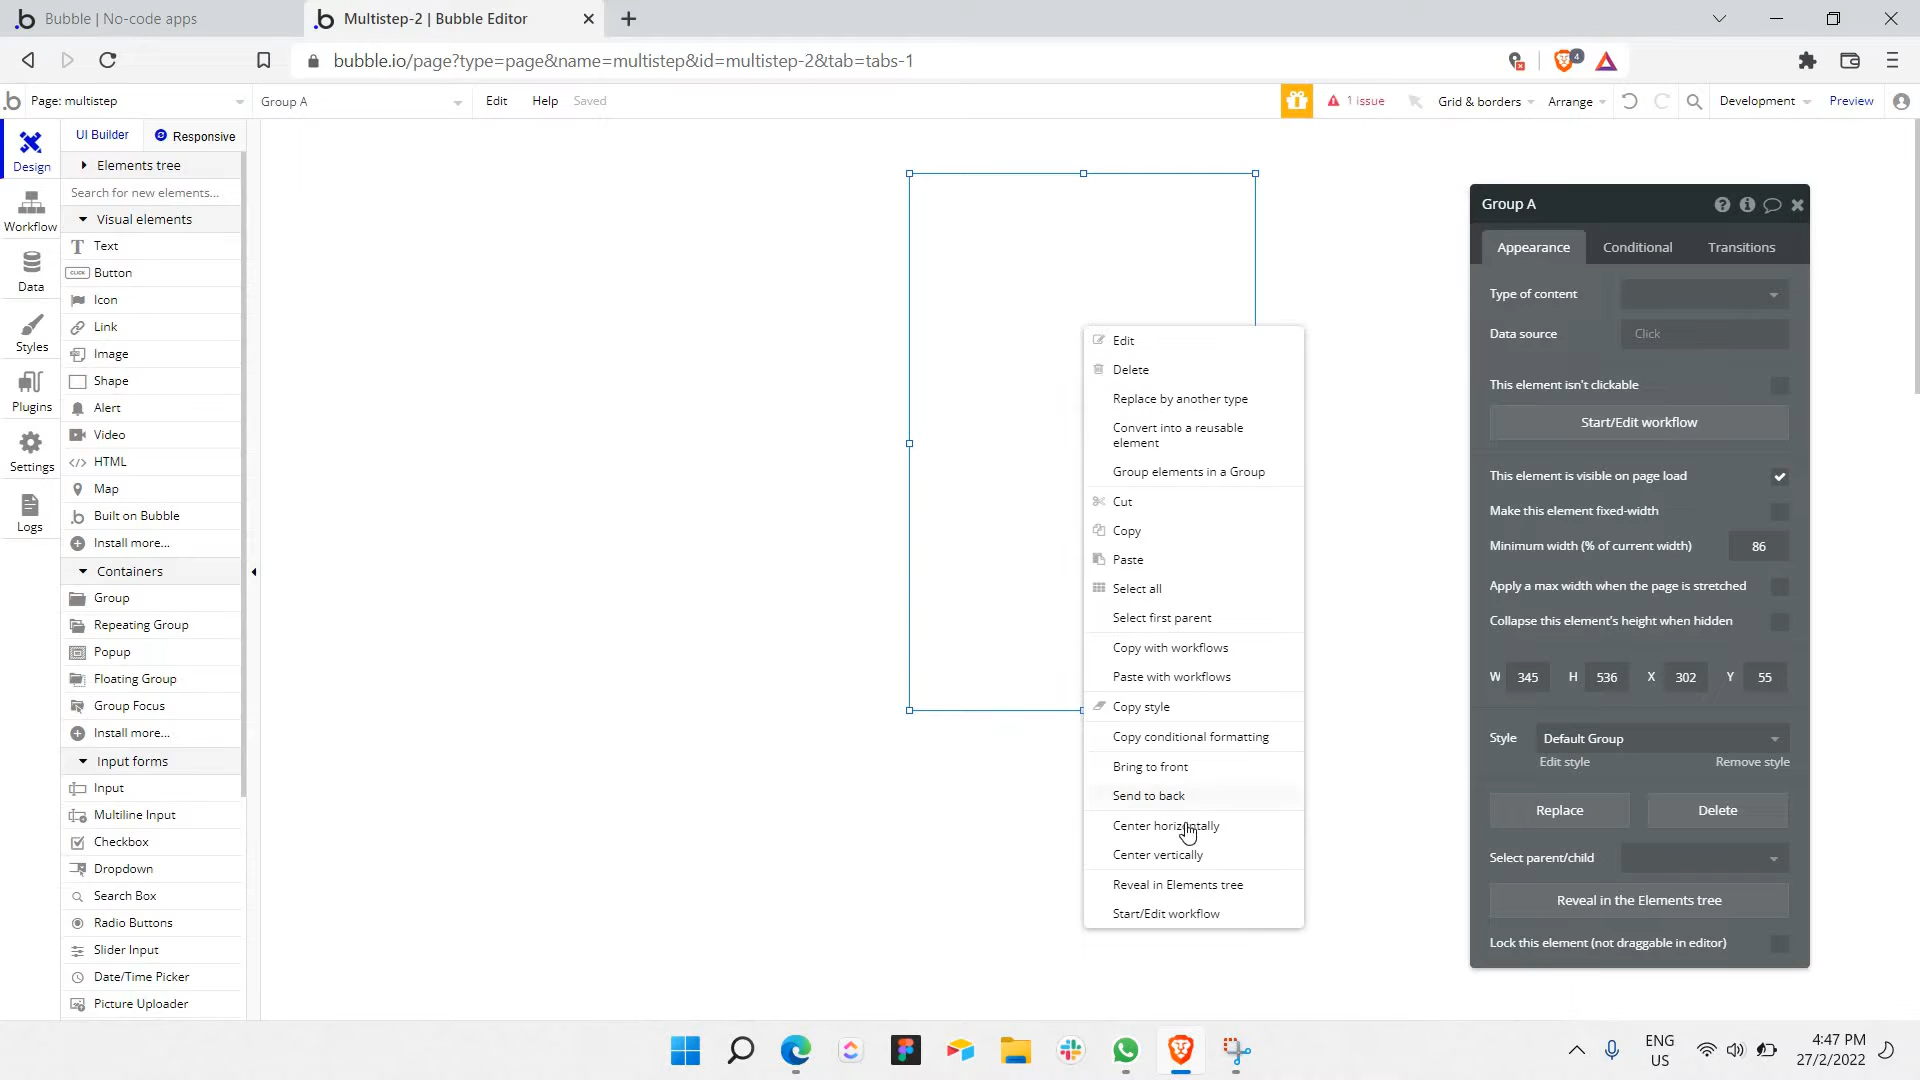 Bubble | No-code apps
Multistep-2 | Bubble Editor
bubble.io/page?type=page&name=multistep&id=multistep-2&tab=tabs-1
4
Page: multistep
Group A
Edit
Help
Saved
1 issue
Grid & borders
Arrange
Development
Preview
Design
Workflow
Data
Styles
Plugins
Settings
Logs
UI Builder
Responsive
Elements tree
Search for new elements...
Visual elements
Text
CLICK Button
Icon
Link
Image
Shape
Alert
Video
HTML
Map
Built on Bubble
Install more...
Containers
Group
Repeating Group
Popup
Floating Group
Group Focus
Install more...
Input forms
Input
Multiline Input
Checkbox
Dropdown
Search Box
Radio Buttons
Slider Input
Date/Time Picker
Picture Uploader
Edit
Delete
Replace by another type
Convert into a reusable
element
Group elements in a Group
Cut
Copy
Paste
Select all
Select first parent
Copy with workflows
Paste with workflows
Copy style
Copy conditional formatting
Bring to front
Send to back
Center horizontally
Center vertically
Reveal in Elements tree
Start/Edit workflow
Group A
Appearance
Conditional
Transitions
Type of content
Data source
Click
This element isn't clickable
Start/Edit workflow
This element is visible on page load
Make this element fixed-width
Minimum width (% of current width)
86
Apply a max width when the page is stretched
Collapse this element's height when hidden
W 345 H 536 X 302 Y 55
Style
Default Group
Edit style
Remove style
Replace
Delete
Select parent/child
Reveal in the Elements tree
Lock this element (not draggable in editor)
ENG
US
4:47 PM
27/2/2022